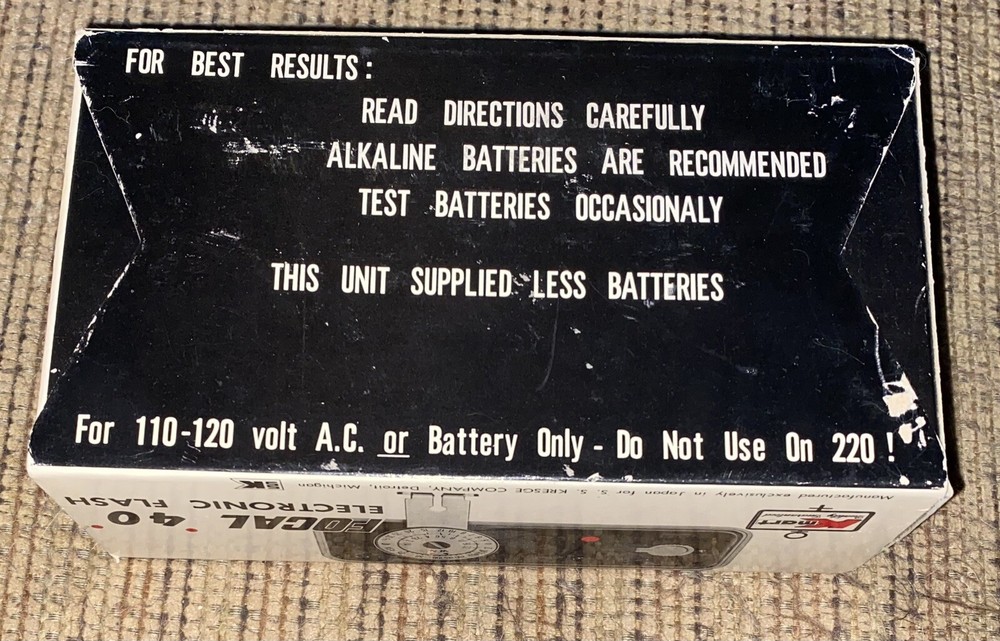 FOR BEST RESULTS:
READ DIRECTIONS CAREFULLY
ALKALINE BATTERIES ARE RECOMMENDED
TEST BATTERIES OCCASIONALY
THIS UNIT SUPPLIED LESS BATTERIES
For 110-120 volt A.C. or Battery Only - Do Not Use On 220!
Manufactured exclusively in Japan for S. S. KRESGE COMPANY, Detroit, Michigan
Kmart
FOCAL 40
ELECTRONIC FLASH